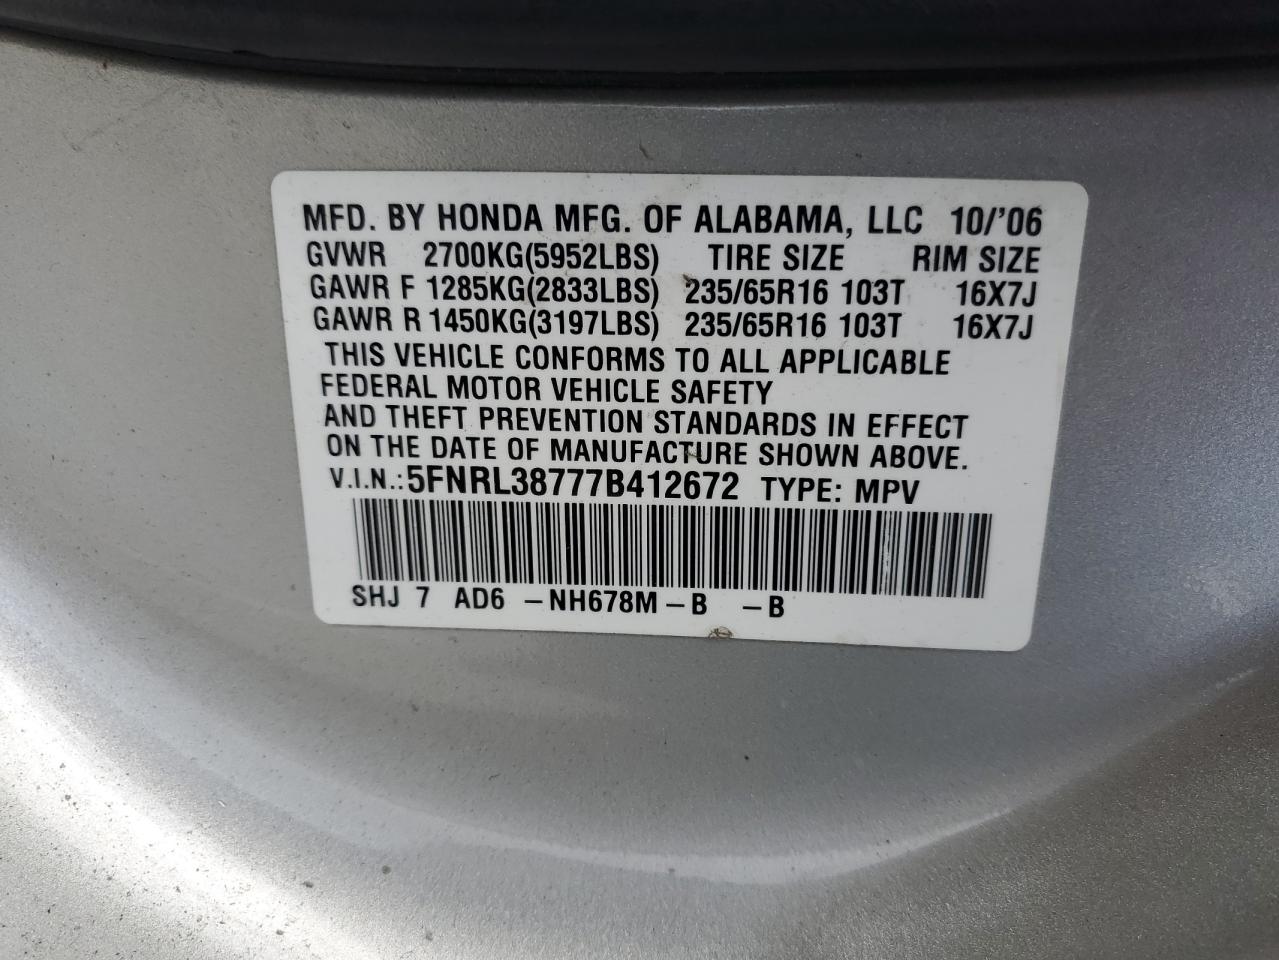 MFD. BY HONDA MFG. OF ALABAMA, LLC 10/'06
GVWR 2700KG(5952LBS) TIRE SIZE RIM SIZE
GAWR F 1285KG(2833LBS) 235/65R16 103T 16X7J
GAWR R 1450KG(3197LBS) 235/65R16 103T 16X7J
THIS VEHICLE CONFORMS TO ALL APPLICABLE
FEDERAL MOTOR VEHICLE SAFETY
AND THEFT PREVENTION STANDARDS IN EFFECT
ON THE DATE OF MANUFACTURE SHOWN ABOVE.
V.I.N.:5FNRL38777B412672 TYPE: MPV
SHJ 7 AD6 -NH678M-B -B